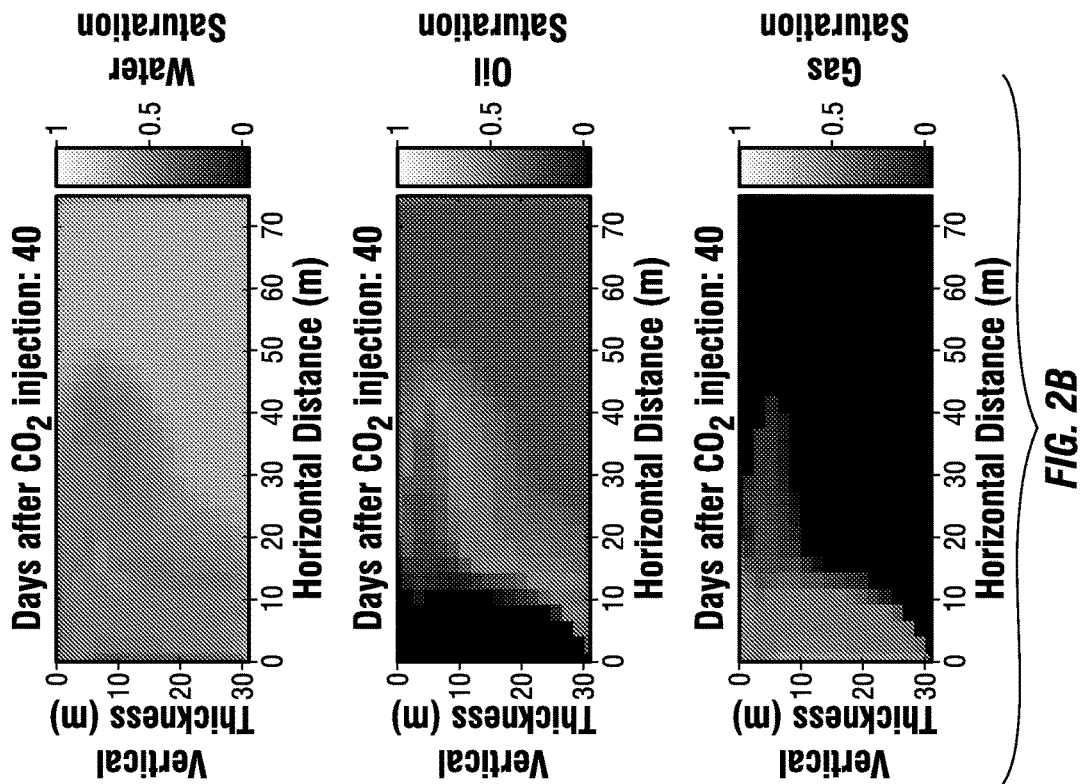 Days after CO2 injection: 40
Vertical
Thickness (m)
0
10
20
30
0 10 20 30 40 50 60 70
Horizontal Distance (m)
1
0.5
0
Water
Saturation
Days after CO2 injection: 40
Vertical
Thickness (m)
0
10
20
30
0 10 20 30 40 50 60 70
Horizontal Distance (m)
1
0.5
0
Oil
Saturation
Days after CO2 injection: 40
Vertical
Thickness (m)
0
10
20
30
0 10 20 30 40 50 60 70
Horizontal Distance (m)
1
0.5
0
Gas
Saturation
FIG. 2B